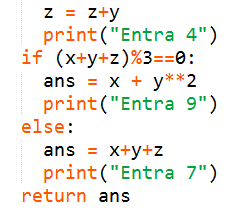 z = z+y
print("Entra 4")
if (x+y+z)%3==0:
ans = x + y**2
print("Entra 9")
else:
ans = x+y+z
print("Entra 7")
return ans